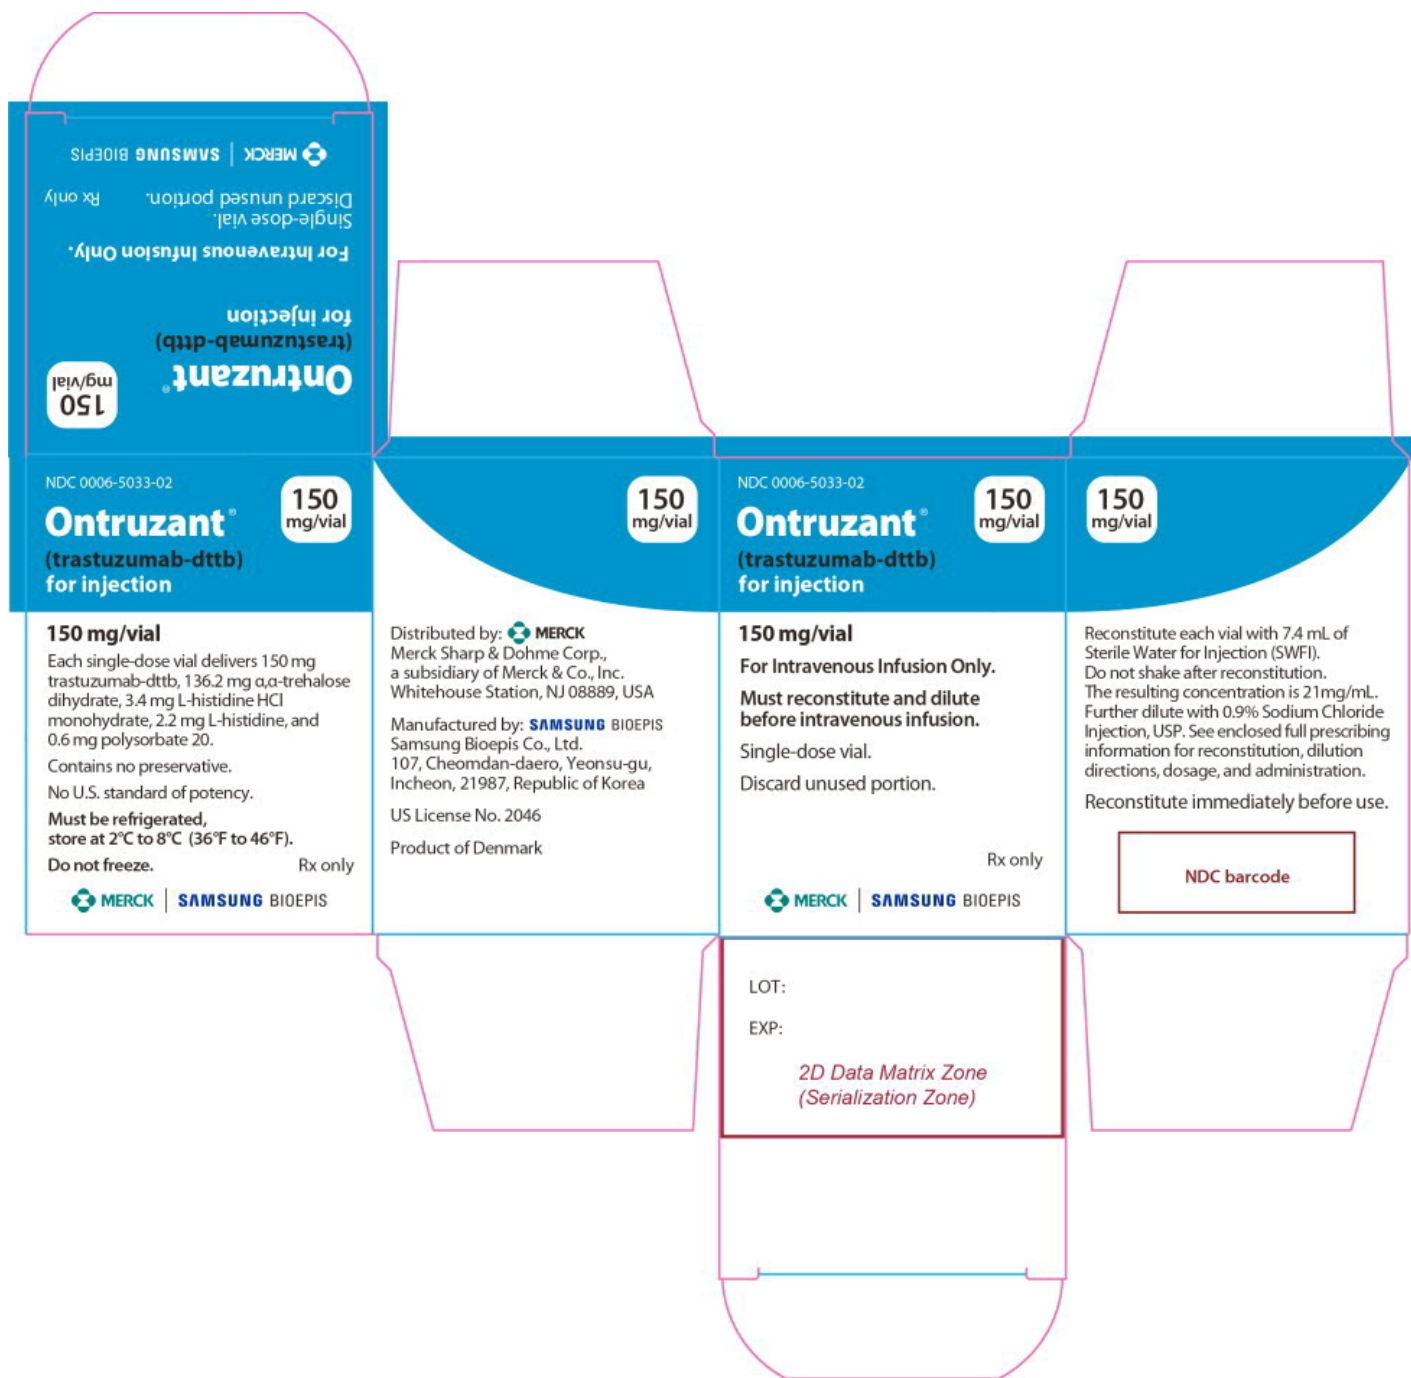 MERCK | SAMSUNG BIOEPIS
Discard unused portion. Rx only
Single-dose vial.
For Intravenous Infusion Only.
for injection
(trastuzumab-dttb)
Ontruzant®
150
mg/vial
NDC 0006-5033-02
Ontruzant®
150
mg/vial
(trastuzumab-dttb)
for injection
150 mg/vial
Each single-dose vial delivers 150 mg
trastuzumab-dttb, 136.2 mg α,α-trehalose
dihydrate, 3.4 mg L-histidine HCl
monohydrate, 2.2 mg L-histidine, and
0.6 mg polysorbate 20.
Contains no preservative.
No U.S. standard of potency.
Must be refrigerated,
store at 2°C to 8°C (36°F to 46°F).
Do not freeze. Rx only
MERCK | SAMSUNG BIOEPIS
150
mg/vial
Distributed by: MERCK
Merck Sharp & Dohme Corp.,
a subsidiary of Merck & Co., Inc.
Whitehouse Station, NJ 08889, USA
Manufactured by: SAMSUNG BIOEPIS
Samsung Bioepis Co., Ltd.
107, Cheomdan-daero, Yeonsu-gu,
Incheon, 21987, Republic of Korea
US License No. 2046
Product of Denmark
NDC 0006-5033-02
Ontruzant®
150
mg/vial
(trastuzumab-dttb)
for injection
150 mg/vial
For Intravenous Infusion Only.
Must reconstitute and dilute
before intravenous infusion.
Single-dose vial.
Discard unused portion.
Rx only
MERCK | SAMSUNG BIOEPIS
150
mg/vial
Reconstitute each vial with 7.4 mL of
Sterile Water for Injection (SWFI).
Do not shake after reconstitution.
The resulting concentration is 21mg/mL.
Further dilute with 0.9% Sodium Chloride
Injection, USP. See enclosed full prescribing
information for reconstitution, dilution
directions, dosage, and administration.
Reconstitute immediately before use.
NDC barcode
LOT:
EXP:
2D Data Matrix Zone
(Serialization Zone)